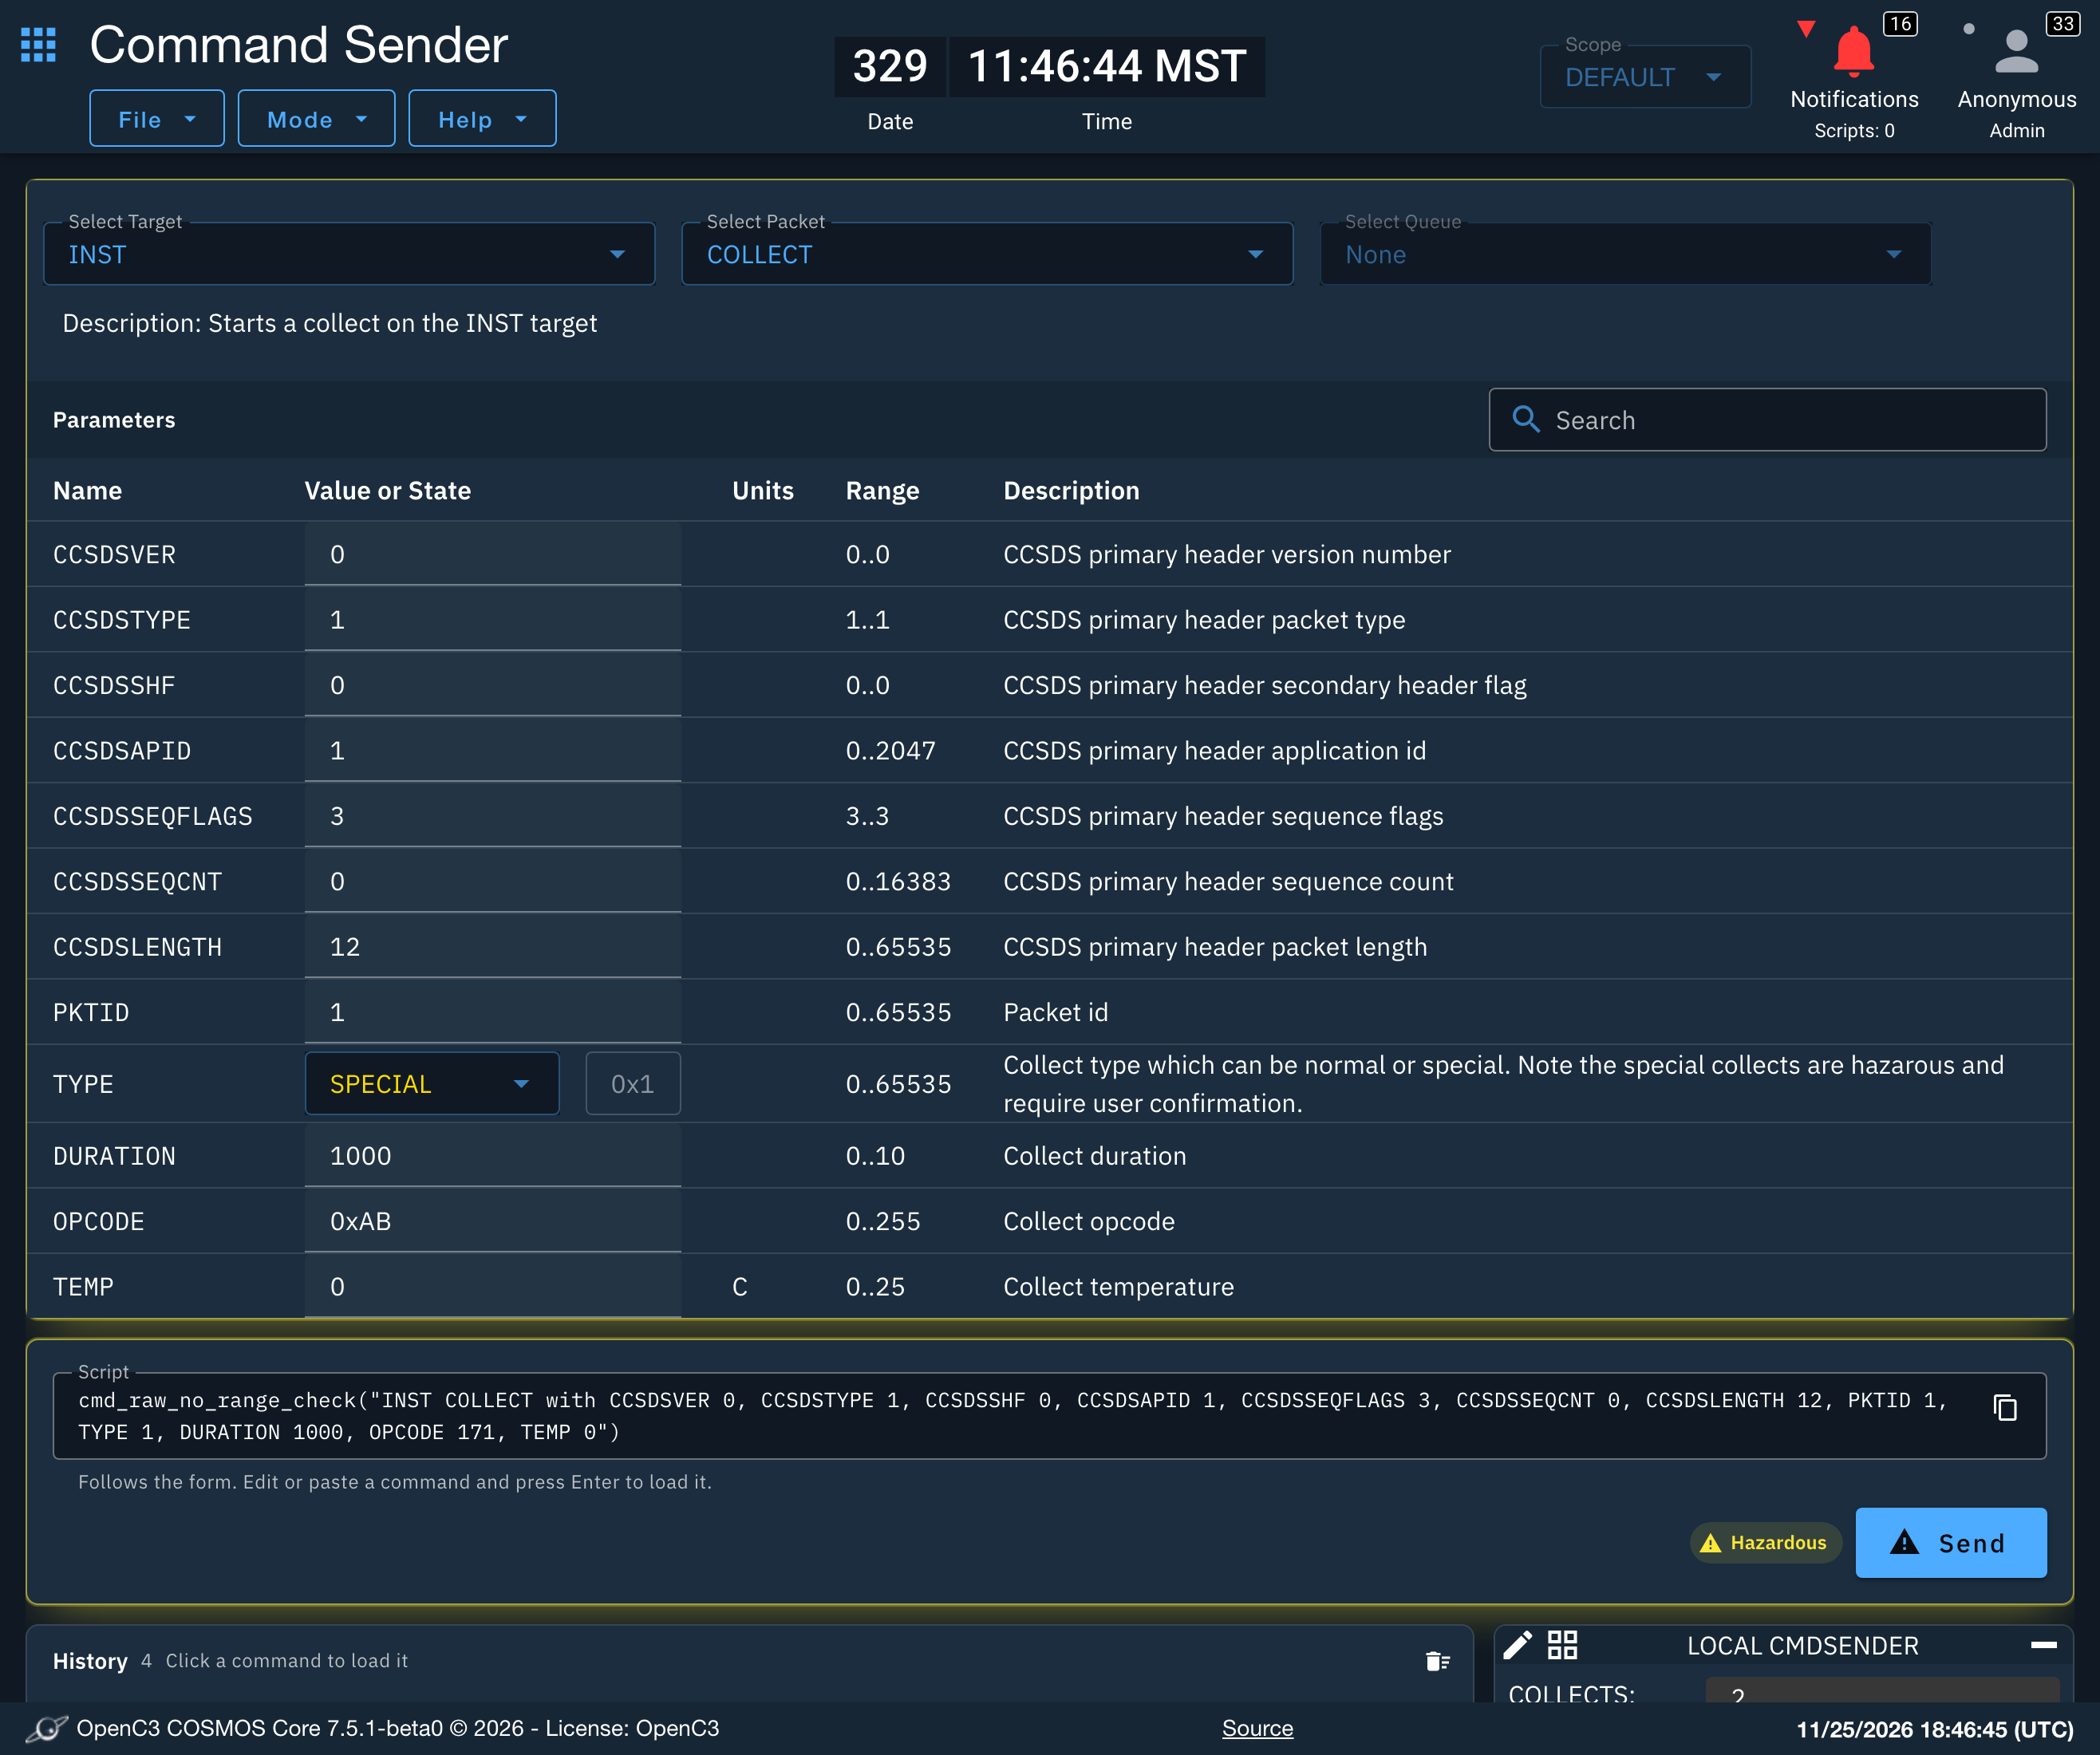 Command Sender
File
Mode
Help
329
Date
11:46:44 MST
Time
Scope
DEFAULT
16
Notifications
Scripts: 0
33
Anonymous
Admin
Select Target
INST
Select Packet
COLLECT
Select Queue
None
Description: Starts a collect on the INST target
Parameters
Search
Name Value or State Units Range Description
CCSDSVER 0 0..0 CCSDS primary header version number
CCSDSTYPE 1 1..1 CCSDS primary header packet type
CCSDSSHF 0 0..0 CCSDS primary header secondary header flag
CCSDSAPID 1 0..2047 CCSDS primary header application id
CCSDSSEQFLAGS 3 3..3 CCSDS primary header sequence flags
CCSDSSEQCNT 0 0..16383 CCSDS primary header sequence count
CCSDSLENGTH 12 0..65535 CCSDS primary header packet length
PKTID 1 0..65535 Packet id
TYPE SPECIAL 0x1 0..65535 Collect type which can be normal or special. Note the special collects are hazarous and
require user confirmation.
DURATION 1000 0..10 Collect duration
OPCODE 0xAB 0..255 Collect opcode
TEMP 0 C 0..25 Collect temperature
Script
cmd_raw_no_range_check("INST COLLECT with CCSDSVER 0, CCSDSTYPE 1, CCSDSSHF 0, CCSDSAPID 1, CCSDSSEQFLAGS 3, CCSDSSEQCNT 0, CCSDSLENGTH 12, PKTID 1,
TYPE 1, DURATION 1000, OPCODE 171, TEMP 0")
Follows the form. Edit or paste a command and press Enter to load it.
Hazardous
Send
History 4 Click a command to load it
LOCAL CMDSENDER
COLLECTS: 2
OpenC3 COSMOS Core 7.5.1-beta0 © 2026 - License: OpenC3
Source
11/25/2026 18:46:45 (UTC)